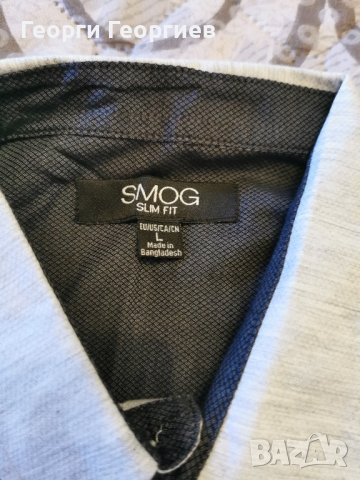 Георги Георгиев
SMOG
SLIM FIT
EU/US/CA/CN
L
Made in
Bangladesh
BAZAR